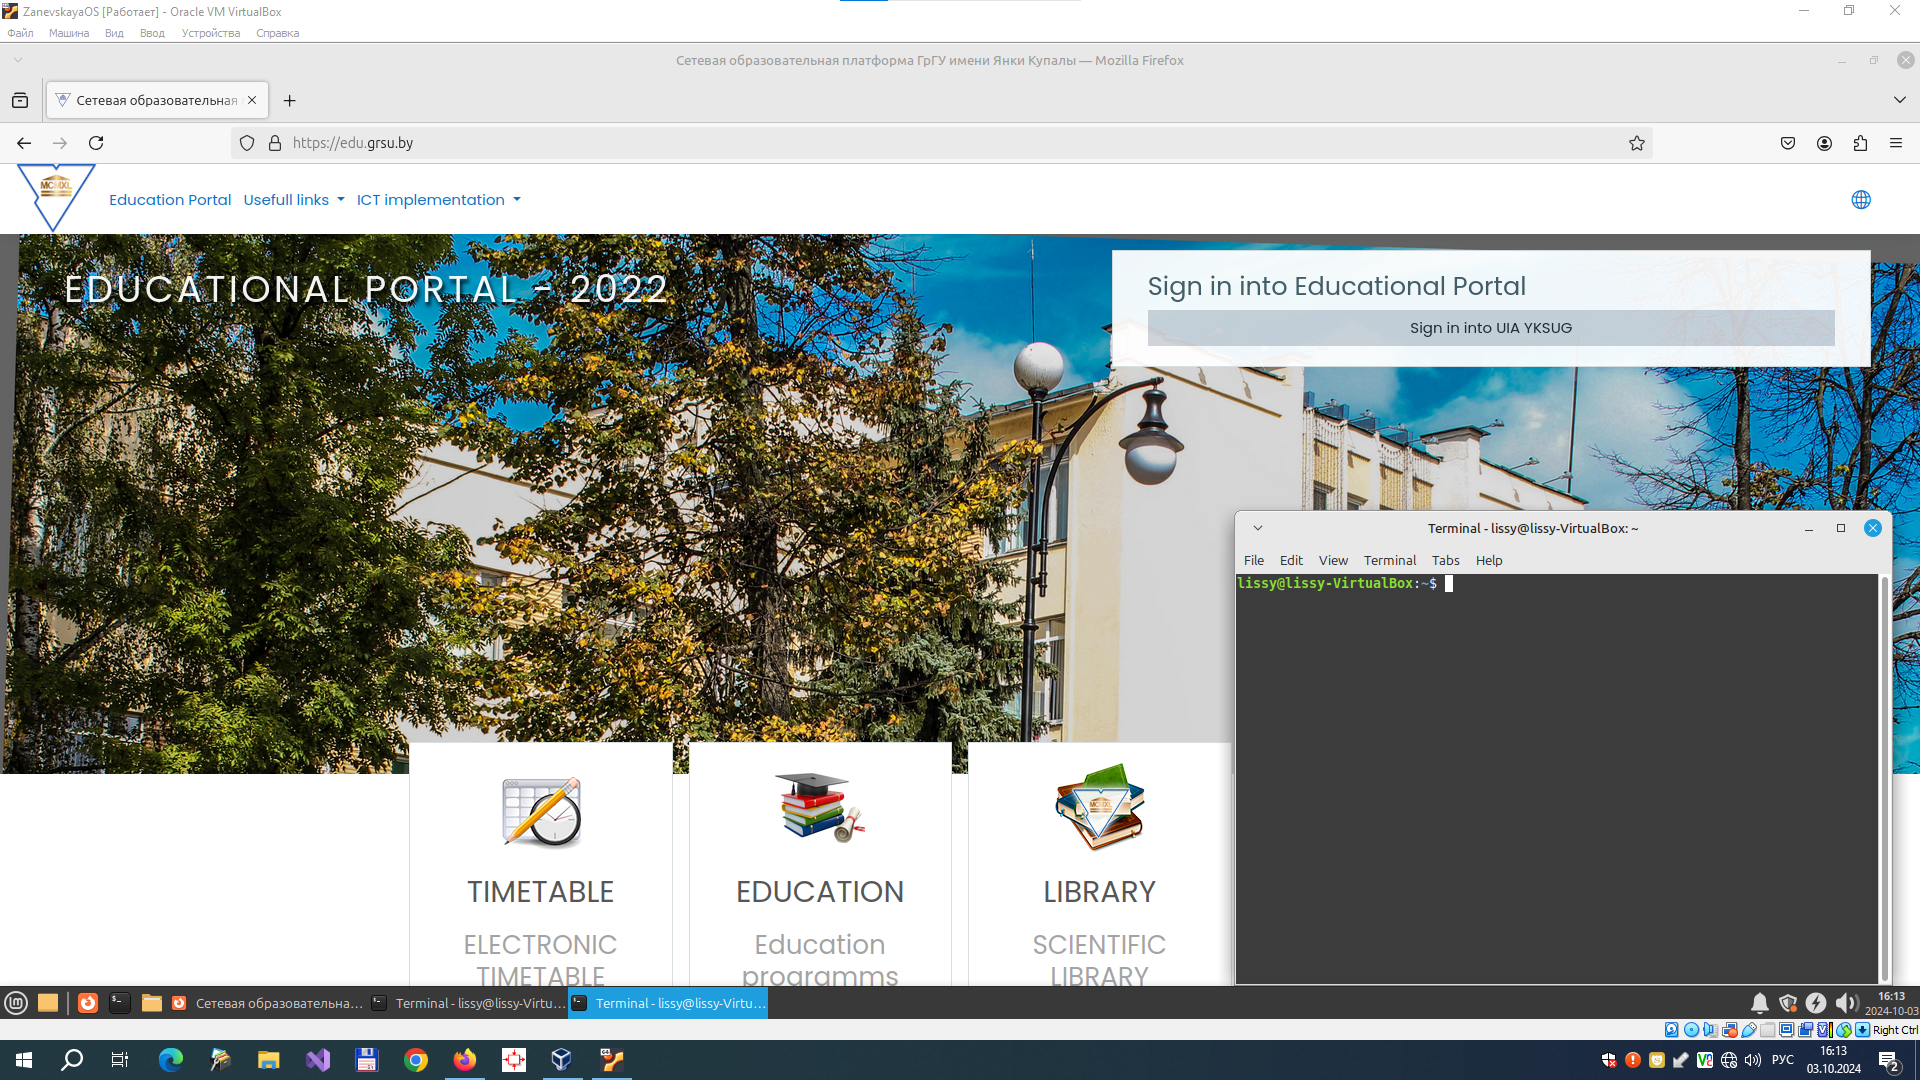 ZanevskayaOS [Работает] - Oracle VM VirtualBox
Файл Машина Вид Ввод Устройства Справка
Сетевая образовательная платформа ГрГУ имени Янки Купалы — Mozilla Firefox
Сетевая образовательная
https://edu.grsu.by
MCMXL
Education Portal Usefull links ICT implementation
EDUCATIONAL PORTAL - 2022
Sign in into Educational Portal
Sign in into UIA YKSUG
Terminal - lissy@lissy-VirtualBox: ~
File Edit View Terminal Tabs Help
lissy@lissy-VirtualBox:~$
TIMETABLE
ELECTRONIC
TIMETABLE
EDUCATION
Education
programms
MCMXL
LIBRARY
SCIENTIFIC
LIBRARY
Сетевая образовательна...
Terminal - lissy@lissy-Virtu...
Terminal - lissy@lissy-Virtu...
16:13
2024-10-03
Right Ctrl
РУС
16:13
03.10.2024
2